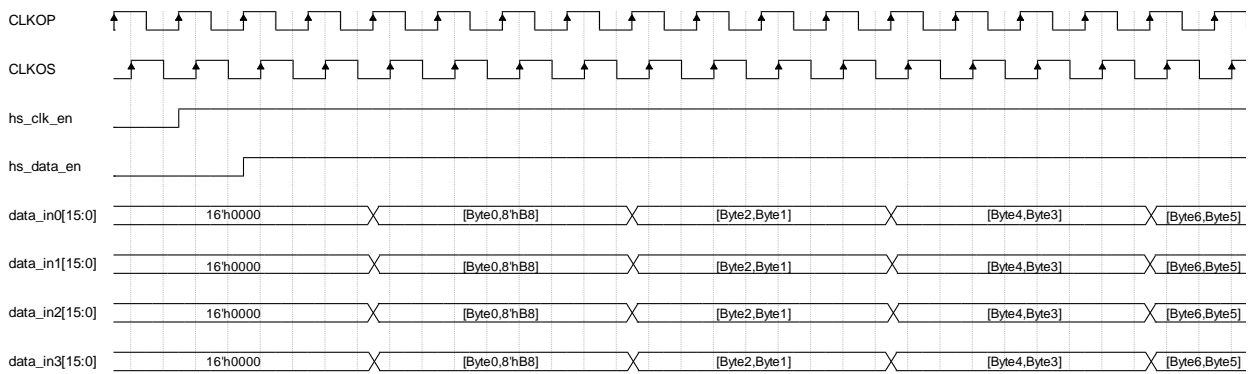 CLKOP
CLKOS
hs_clk_en
hs_data_en
data_in0[15:0] 16'h0000 [Byte0,8'hB8] [Byte2,Byte1] [Byte4,Byte3] [Byte6,Byte5]
data_in1[15:0] 16'h0000 [Byte0,8'hB8] [Byte2,Byte1] [Byte4,Byte3] [Byte6,Byte5]
data_in2[15:0] 16'h0000 [Byte0,8'hB8] [Byte2,Byte1] [Byte4,Byte3] [Byte6,Byte5]
data_in3[15:0] 16'h0000 [Byte0,8'hB8] [Byte2,Byte1] [Byte4,Byte3] [Byte6,Byte5]